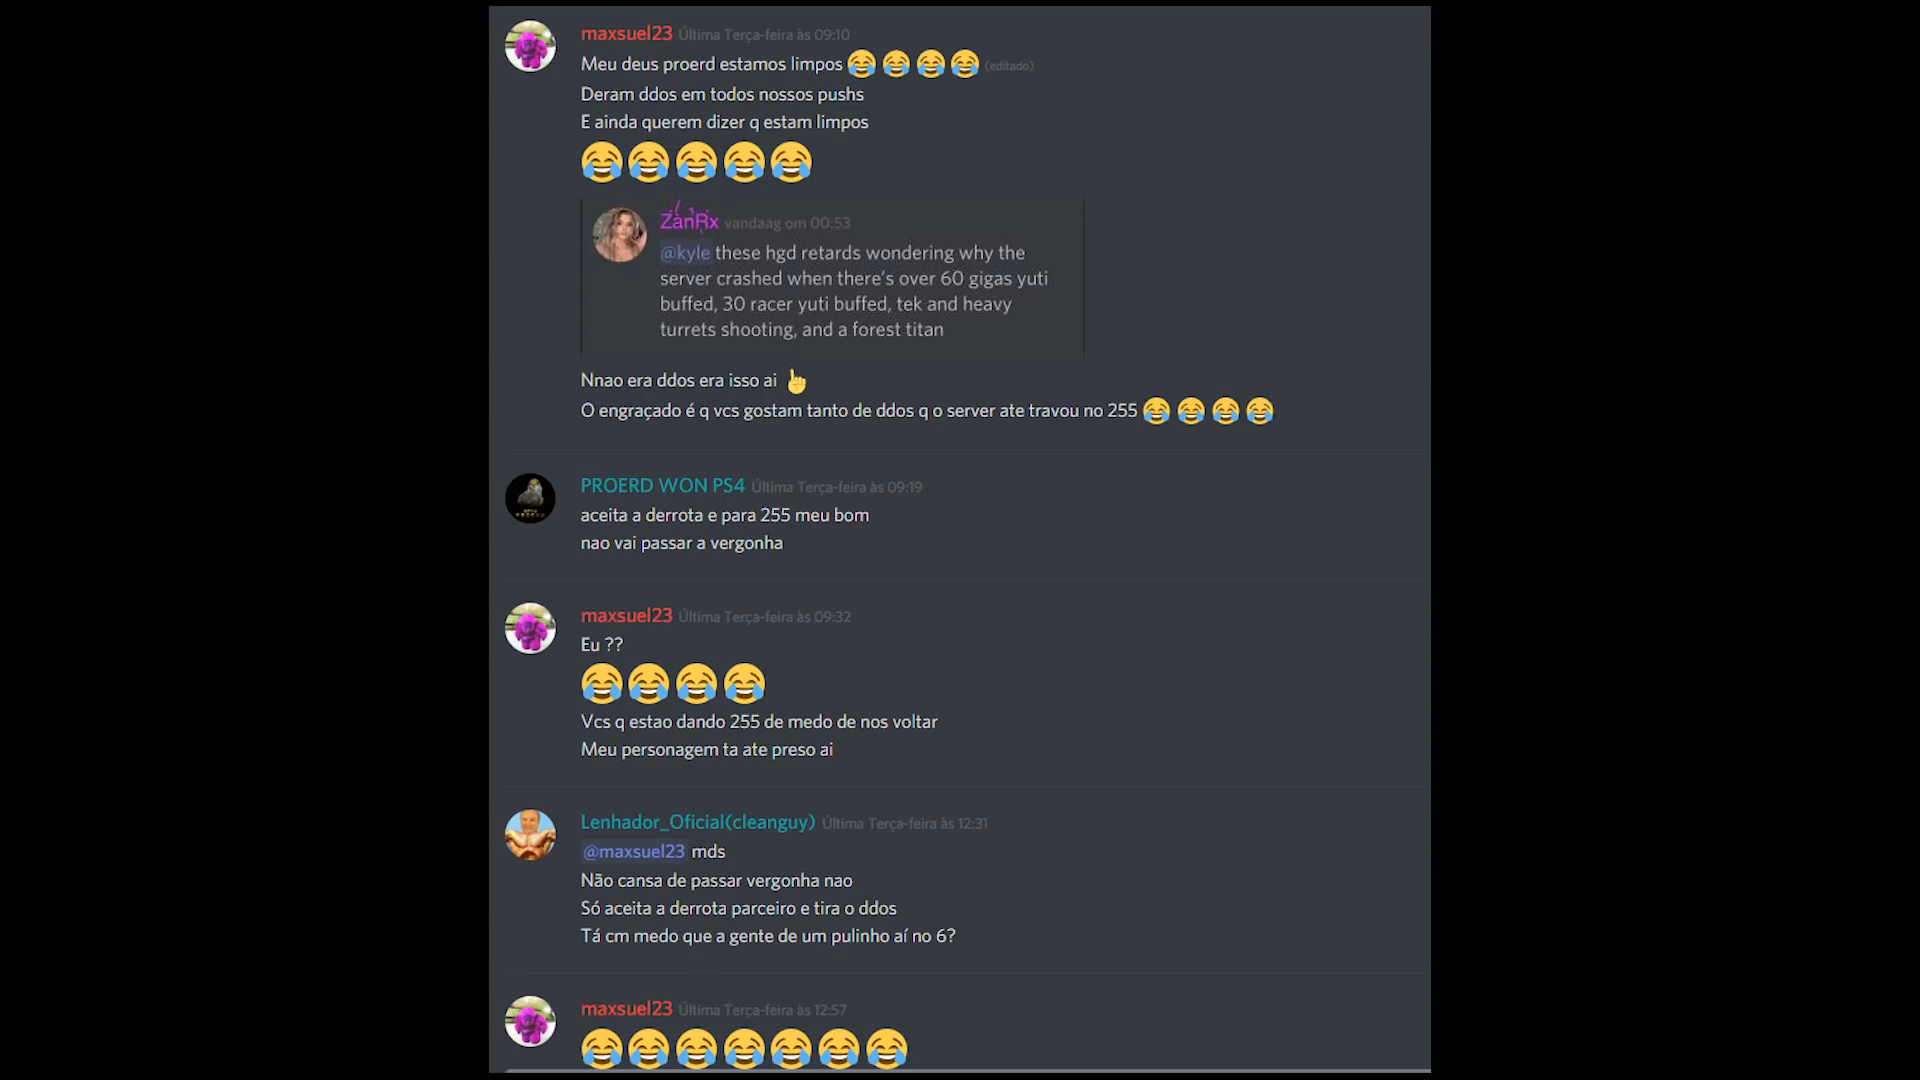 maxsuel23 Última Terça-feira às 09:10
Meu deus proerd estamos limpos 😂 😂 😂 😂 (editado)
Deram ddos em todos nossos pushs
E ainda querem dizer q estam limpos
😂😂😂😂😂
ZanRx vandaag om 00:53
@kyle these hgd retards wondering why the
server crashed when there's over 60 gigas yuti
buffed, 30 racer yuti buffed, tek and heavy
turrets shooting, and a forest titan
Nnao era ddos era isso ai 👆
O engraçado é q vcs gostam tanto de ddos q o server ate travou no 255 😂 😂 😂 😂
PROERD WON PS4 Última Terça-feira às 09:19
aceita a derrota e para 255 meu bom
nao vai passar a vergonha
maxsuel23 Última Terça-feira às 09:32
Eu ??
😂😂😂😂
Vcs q estao dando 255 de medo de nos voltar
Meu personagem ta ate preso ai
Lenhador_Oficial(cleanguy) Última Terça-feira às 12:31
@maxsuel23 mds
Não cansa de passar vergonha nao
Só aceita a derrota parceiro e tira o ddos
Tá cm medo que a gente de um pulinho aí no 6?
maxsuel23 Última Terça-feira às 12:57
😂😂😂😂😂😂😂